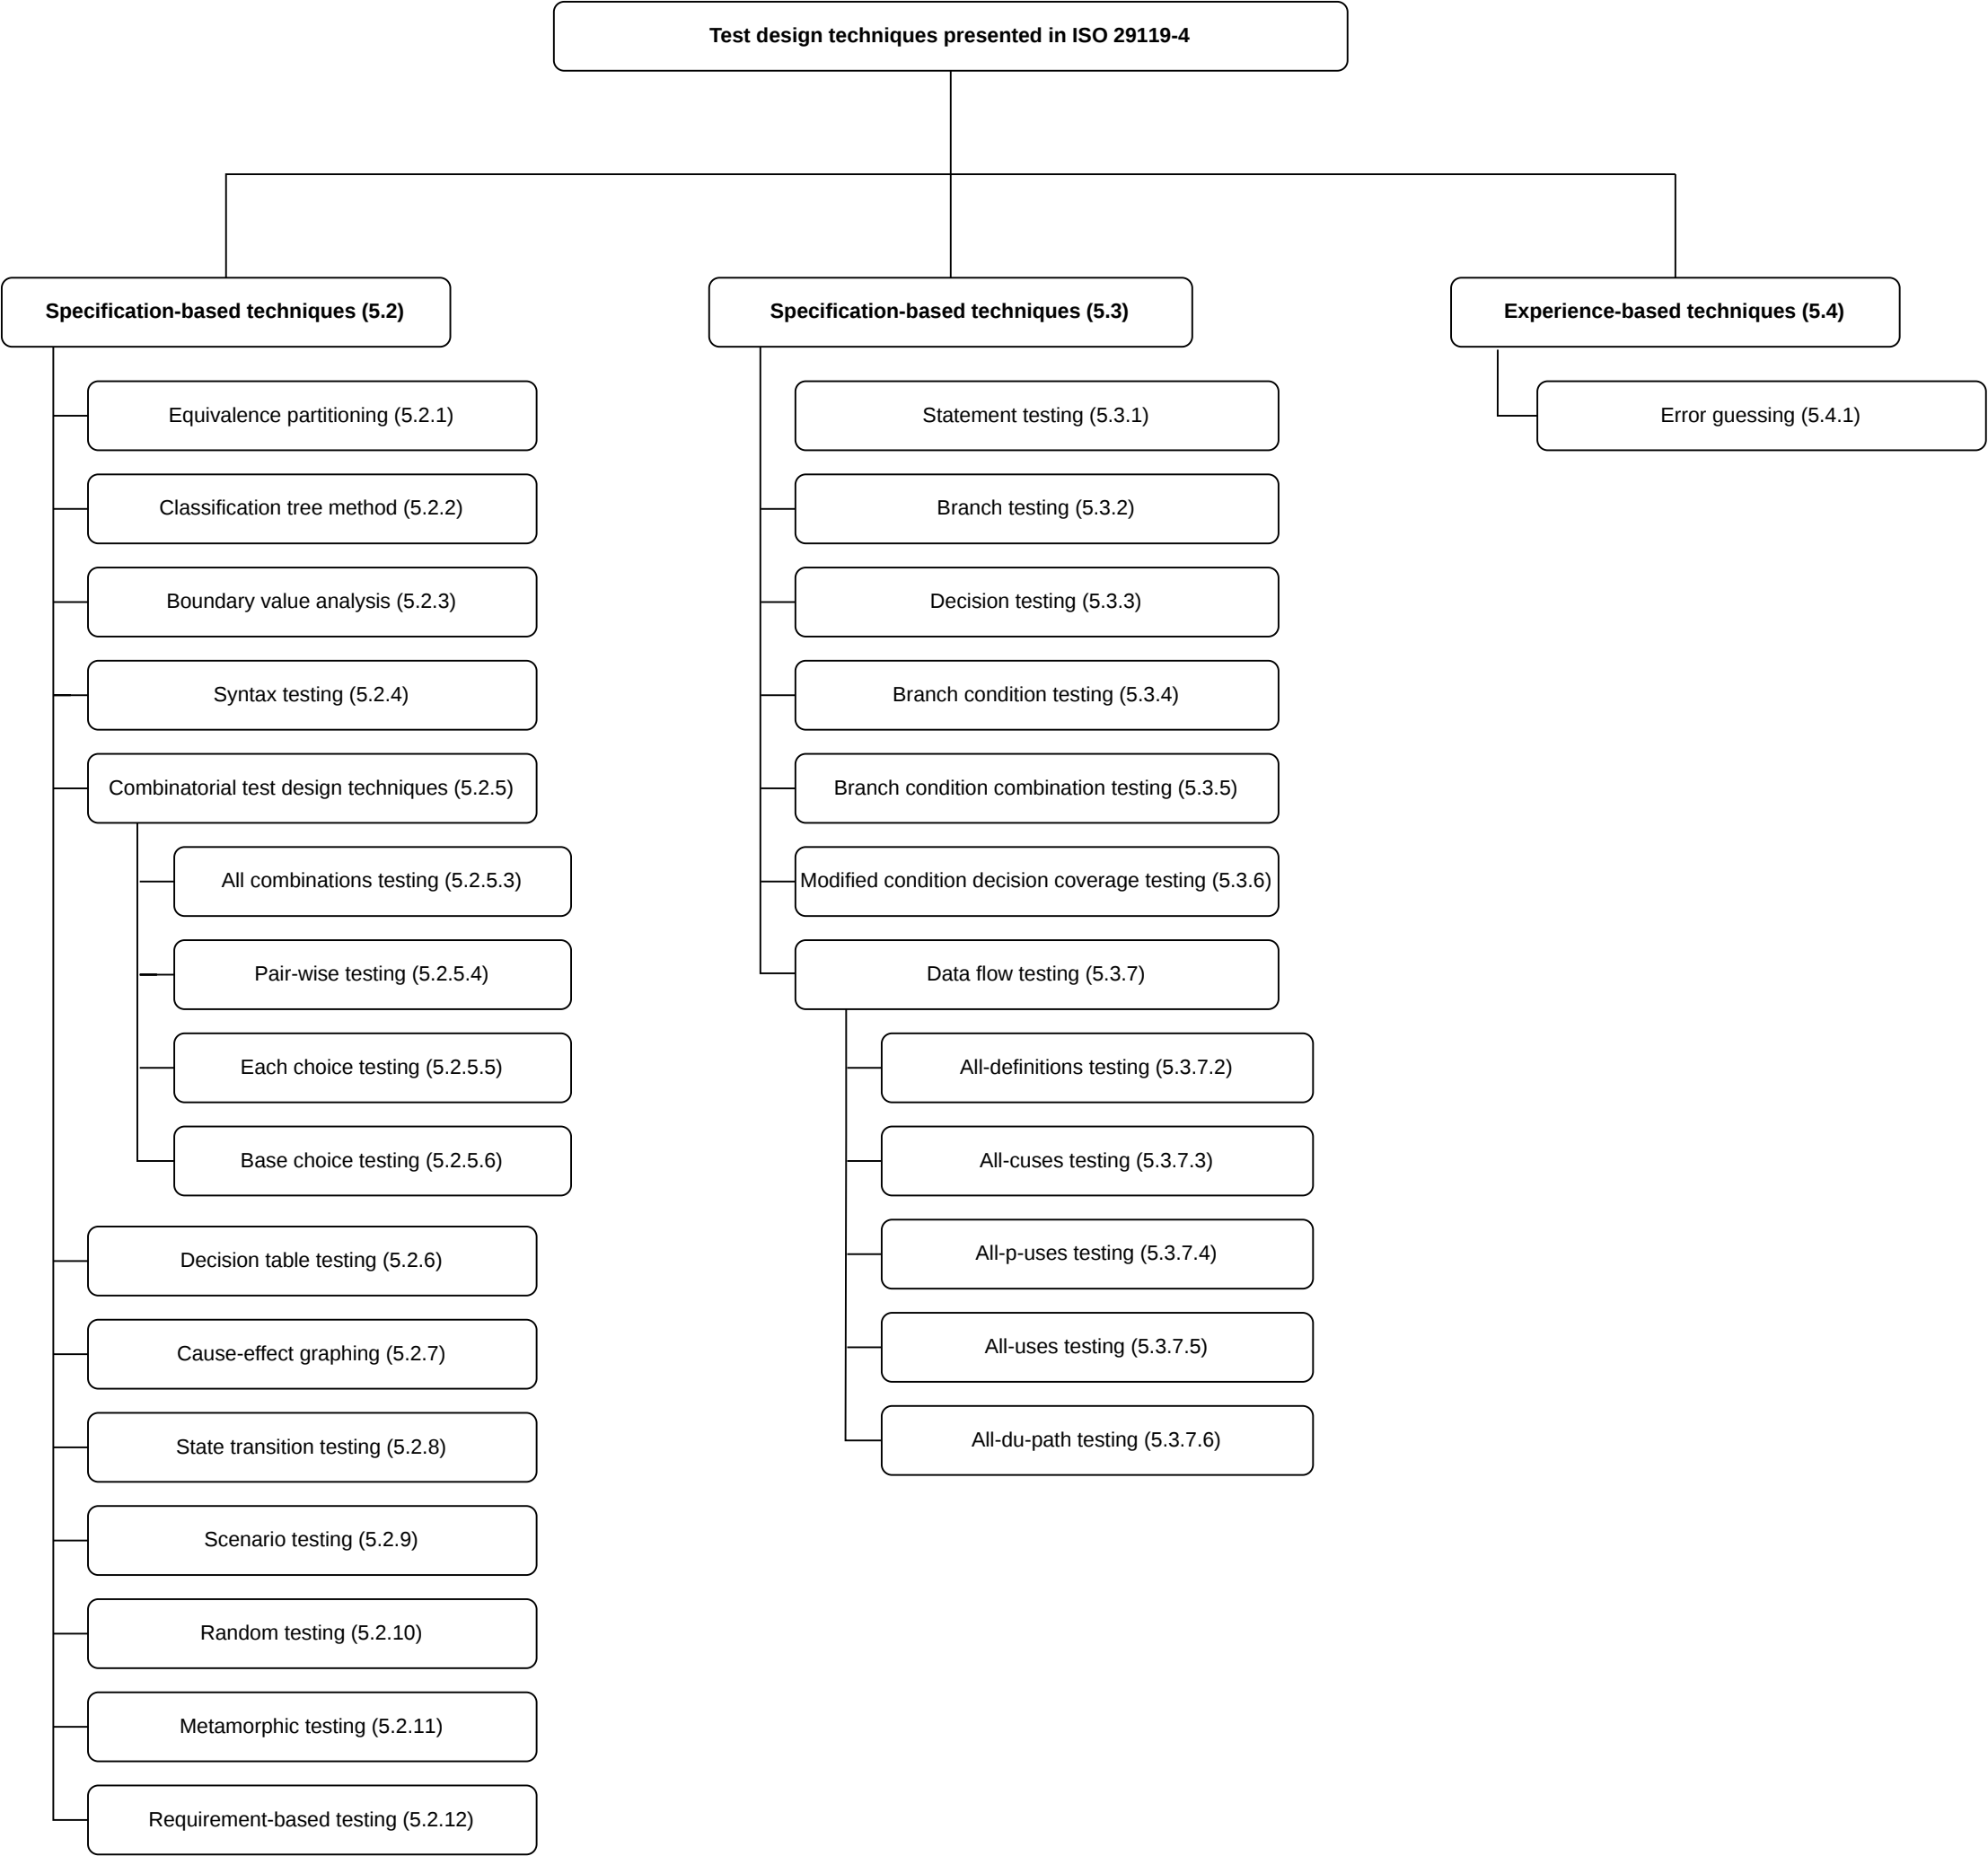 Test design techniques presented in ISO 29119-4
Specification-based techniques (5.2)
Equivalence partitioning (5.2.1)
Classification tree method (5.2.2)
Boundary value analysis (5.2.3)
Syntax testing (5.2.4)
Combinatorial test design techniques (5.2.5)
All combinations testing (5.2.5.3)
Pair-wise testing (5.2.5.4)
Each choice testing (5.2.5.5)
Base choice testing (5.2.5.6)
Decision table testing (5.2.6)
Cause-effect graphing (5.2.7)
State transition testing (5.2.8)
Scenario testing (5.2.9)
Random testing (5.2.10)
Metamorphic testing (5.2.11)
Requirement-based testing (5.2.12)
Specification-based techniques (5.3)
Statement testing (5.3.1)
Branch testing (5.3.2)
Decision testing (5.3.3)
Branch condition testing (5.3.4)
Branch condition combination testing (5.3.5)
Modified condition decision coverage testing (5.3.6)
Data flow testing (5.3.7)
All-definitions testing (5.3.7.2)
All-cuses testing (5.3.7.3)
All-p-uses testing (5.3.7.4)
All-uses testing (5.3.7.5)
All-du-path testing (5.3.7.6)
Experience-based techniques (5.4)
Error guessing (5.4.1)